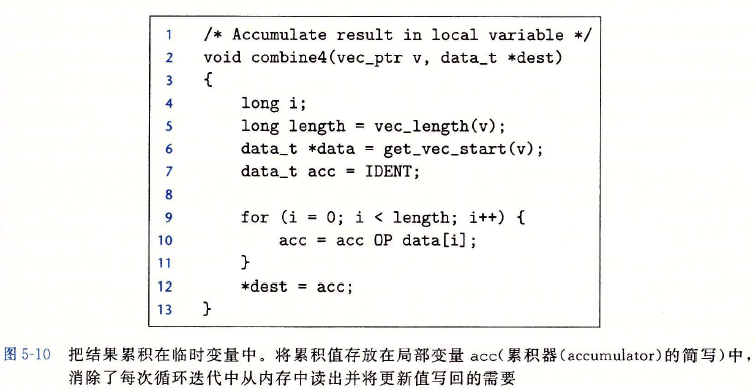 1 /* Accumulate result in local variable */
2 void combine4(vec_ptr v, data_t *dest)
3 {
4     long i;
5     long length = vec_length(v);
6     data_t *data = get_vec_start(v);
7     data_t acc = IDENT;
8
9     for (i = 0; i < length; i++) {
10         acc = acc OP data[i];
11     }
12     *dest = acc;
13 }
图 5-10 把结果累积在临时变量中。将累积值存放在局部变量 acc(累积器(accumulator)的简写)中,
消除了每次循环迭代中从内存中读出并将更新值写回的需要